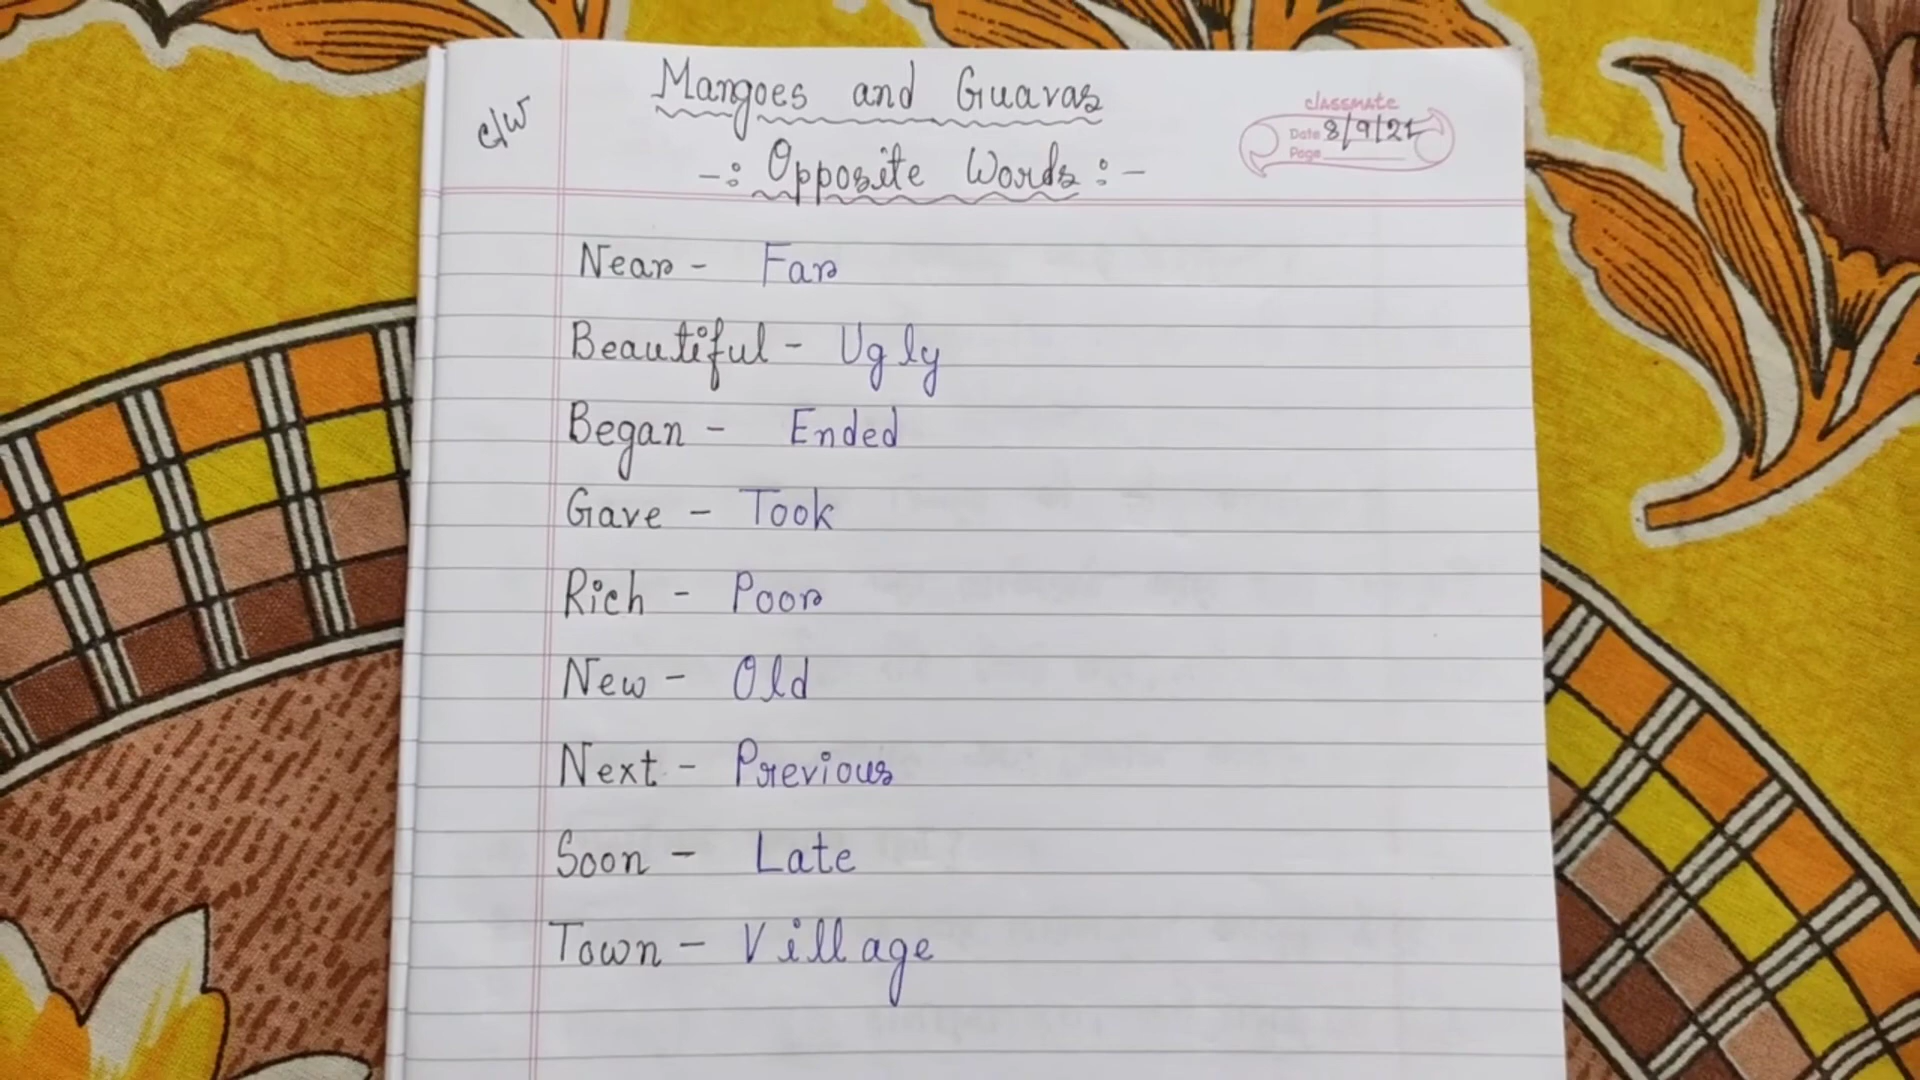 Mangoes and Guavas
c/w
classmate
Date 8/9/21
Page
-: Opposite Words :-
Near - Far
Beautiful - Ugly
Began - Ended
Gave - Took
Rich - Poor
New - Old
Next - Previous
Soon - Late
Town - Village